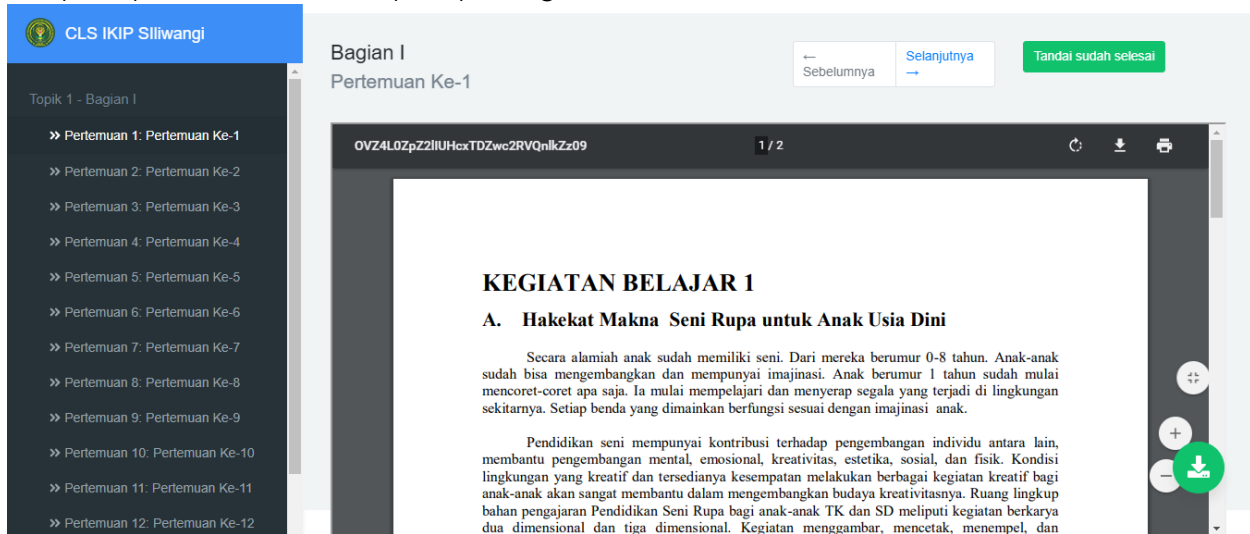 CLS IKIP SIliwangi
Topik 1 - Bagian I
Pertemuan 1: Pertemuan Ke-1
Pertemuan 2: Pertemuan Ke-2
Pertemuan 3: Pertemuan Ke-3
Pertemuan 4: Pertemuan Ke-4
Pertemuan 5: Pertemuan Ke-5
Pertemuan 6: Pertemuan Ke-6
Pertemuan 7: Pertemuan Ke-7
Pertemuan 8: Pertemuan Ke-8
Pertemuan 9: Pertemuan Ke-9
Pertemuan 10: Pertemuan Ke-10
Pertemuan 11: Pertemuan Ke-11
Pertemuan 12: Pertemuan Ke-12
Bagian I
Pertemuan Ke-1
← Sebelumnya
Selanjutnya →
Tandai sudah selesai
OVZ4L0ZpZ2lIUHcxTDZwc2RVQnlkZz09
1 / 2
KEGIATAN BELAJAR 1
A. Hakekat Makna Seni Rupa untuk Anak Usia Dini
Secara alamiah anak sudah memiliki seni. Dari mereka berumur 0-8 tahun. Anak-anak
sudah bisa mengembangkan dan mempunyai imajinasi. Anak berumur 1 tahun sudah mulai
mencoret-coret apa saja. Ia mulai mempelajari dan menyerap segala yang terjadi di lingkungan
sekitarnya. Setiap benda yang dimainkan berfungsi sesuai dengan imajinasi anak.
Pendidikan seni mempunyai kontribusi terhadap pengembangan individu antara lain,
membantu pengembangan mental, emosional, kreativitas, estetika, sosial, dan fisik. Kondisi
lingkungan yang kreatif dan tersedianya kesempatan melakukan berbagai kegiatan kreatif bagi
anak-anak akan sangat membantu dalam mengembangkan budaya kreativitasnya. Ruang lingkup
bahan pengajaran Pendidikan Seni Rupa bagi anak-anak TK dan SD meliputi kegiatan berkarya
dua dimensional dan tiga dimensional. Kegiatan menggambar, mencetak, menempel, dan